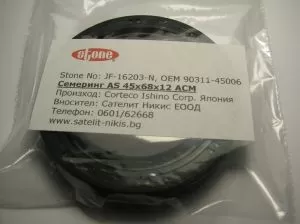 stone
Stone No: JF-16203-N, OEM 90311-45006
Семеринг AS 45x68x12 ACM
Произход: Corteco Ishino Corp. Япония
Вносител: Сателит Никис ЕООД
Телефон: 0601/62668
www.satelit-nikis.bg